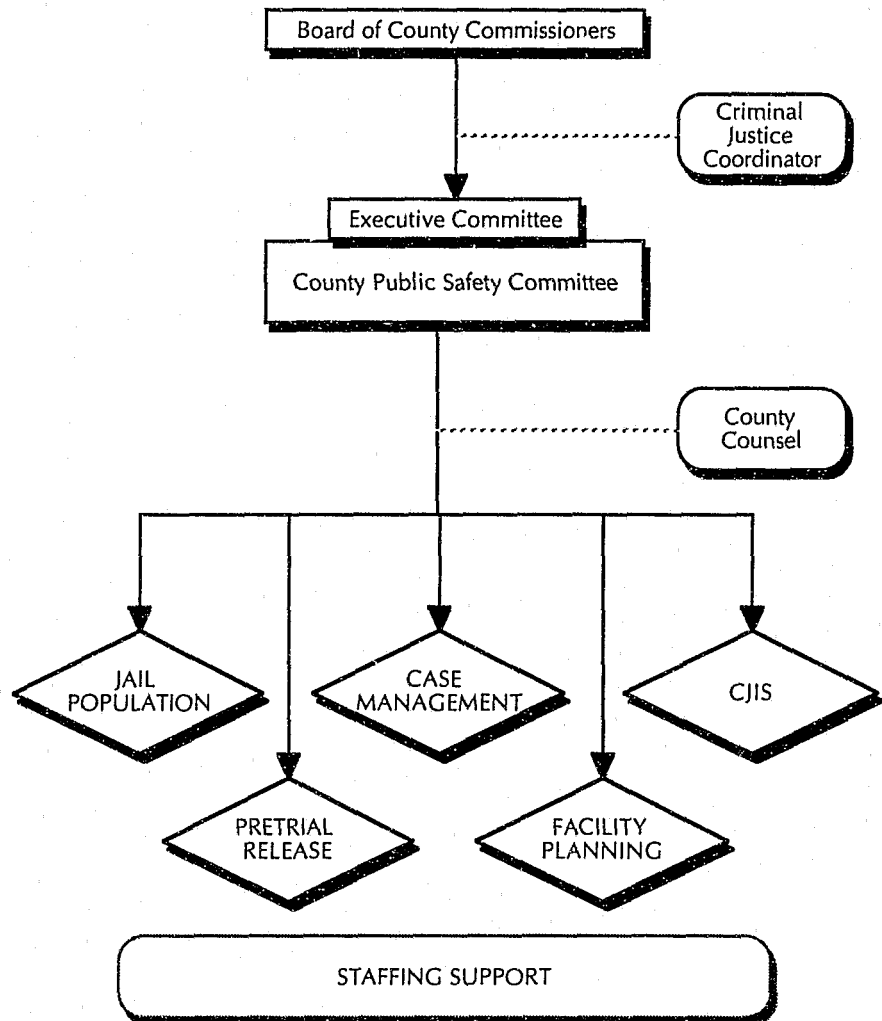 Board of County Commissioners
Criminal
Justice
Coordinator
Executive Committee
County Public Safety Committee
County
Counsel
JAIL
POPULATION
CASE
MANAGEMENT
CJIS
PRETRIAL
RELEASE
FACILITY
PLANNING
STAFFING SUPPORT